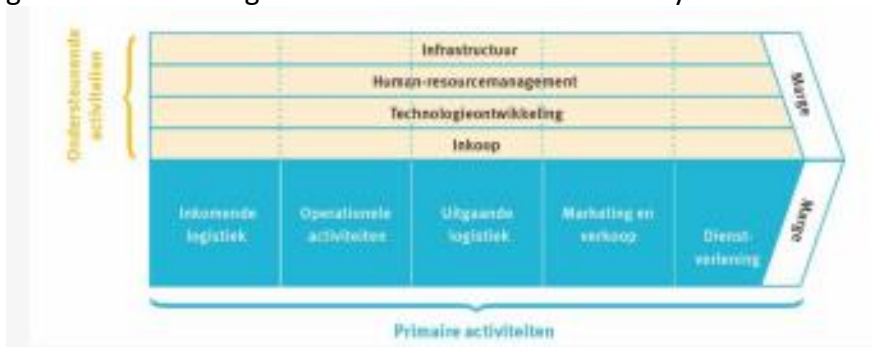 Ondersteunende
activiteiten
Infrastructuur
Human-resourcemanagement
Technologieontwikkeling
Inkoop
Marge
Inkomende
logistiek
Operationele
activiteiten
Uitgaande
logistiek
Marketing en
verkoop
Dienst-
verlening
Marge
Primaire activiteiten